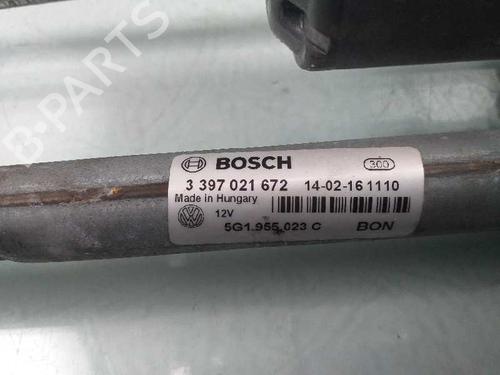 BOSCH 300
3 397 021 672 14-02-16 1110
Made in Hungary
12V
5G1.955.023 C BON
B-PARTS